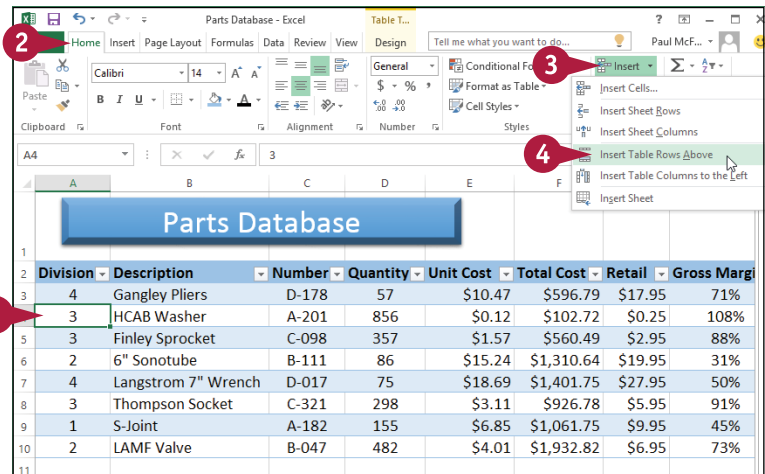 Parts Database - Excel
Table T...
?
2
Home Insert Page Layout Formulas Data Review View Design
Tell me what you want to do...
Paul McF...
Calibri
14
A A
General
Conditional Fo
3
Insert
Σ
A
Z
Paste
B I U
A
$ % ,
Format as Table
Insert Cells...
.00 .00
.0
Cell Styles
Insert Sheet Rows
Clipboard
Font
Alignment
Number
Styles
Insert Sheet Columns
A4
fx
3
4
Insert Table Rows Above
Insert Table Columns to the Left
Insert Sheet
A B C D E F
Parts Database
1
2 Division Description Number Quantity Unit Cost Total Cost Retail Gross Margi
3 4 Gangley Pliers D-178 57 $10.47 $596.79 $17.95 71%
3 HCAB Washer A-201 856 $0.12 $102.72 $0.25 108%
5 3 Finley Sprocket C-098 357 $1.57 $560.49 $2.95 88%
6 2 6" Sonotube B-111 86 $15.24 $1,310.64 $19.95 31%
7 4 Langstrom 7" Wrench D-017 75 $18.69 $1,401.75 $27.95 50%
8 3 Thompson Socket C-321 298 $3.11 $926.78 $5.95 91%
9 1 S-Joint A-182 155 $6.85 $1,061.75 $9.95 45%
10 2 LAMF Valve B-047 482 $4.01 $1,932.82 $6.95 73%
11